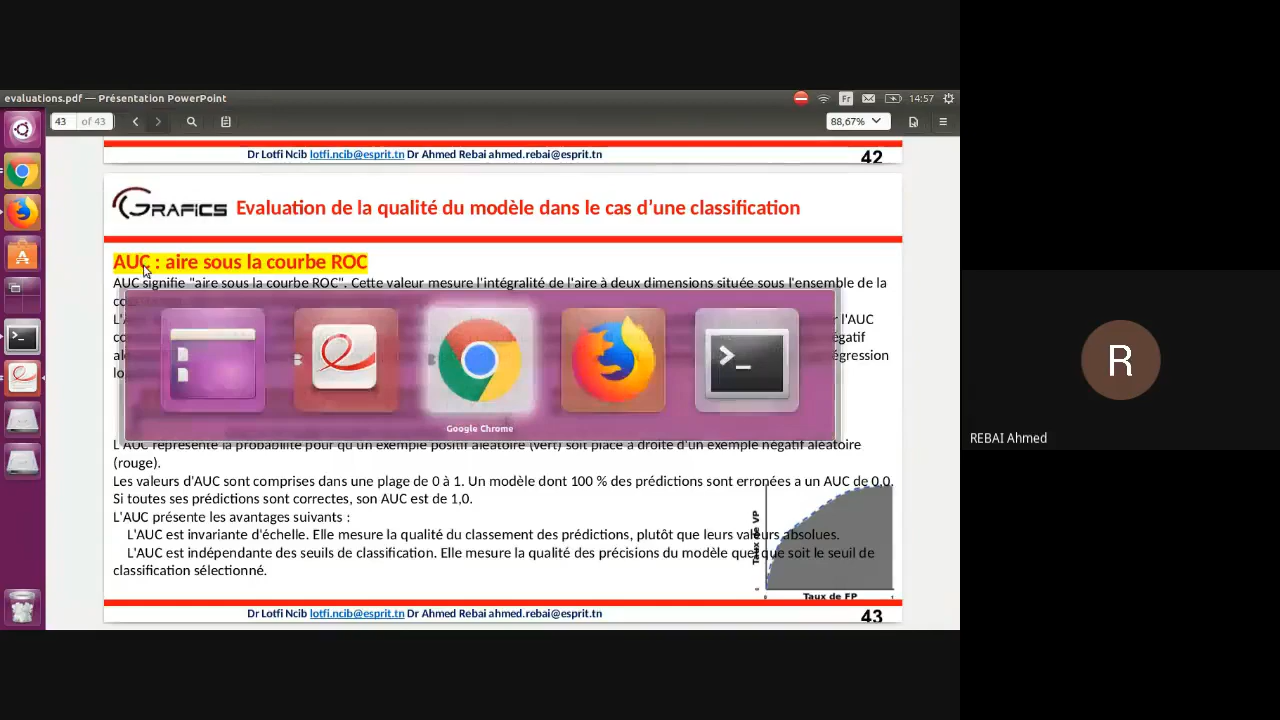 evaluations.pdf — Présentation PowerPoint
Fr
14:57
43 of 43
88,67%
Dr Lotfi Ncib lotfi.ncib@esprit.tn Dr Ahmed Rebai ahmed.rebai@esprit.tn
42
GRAFICS
Evaluation de la qualité du modèle dans le cas d'une classification
AUC : aire sous la courbe ROC
AUC signifie "aire sous la courbe ROC". Cette valeur mesure l'intégralité de l'aire à deux dimensions située sous l'ensemble de la
l'AUC
Google Chrome
L'AUC représente la probabilité pour qu'un exemple positif aléatoire (vert) soit placé à droite d'un exemple négatif aléatoire
(rouge).
Les valeurs d'AUC sont comprises dans une plage de 0 à 1. Un modèle dont 100 % des prédictions sont erronées a un AUC de 0,0.
Si toutes ses prédictions sont correctes, son AUC est de 1,0.
L'AUC présente les avantages suivants :
L'AUC est invariante d'échelle. Elle mesure la qualité du classement des prédictions, plutôt que leurs valeurs absolues.
L'AUC est indépendante des seuils de classification. Elle mesure la qualité des précisions du modèle quel que soit le seuil de
classification sélectionné.
Taux de VP
0
0
1
Taux de FP
Dr Lotfi Ncib lotfi.ncib@esprit.tn Dr Ahmed Rebai ahmed.rebai@esprit.tn
43
R
REBAI Ahmed